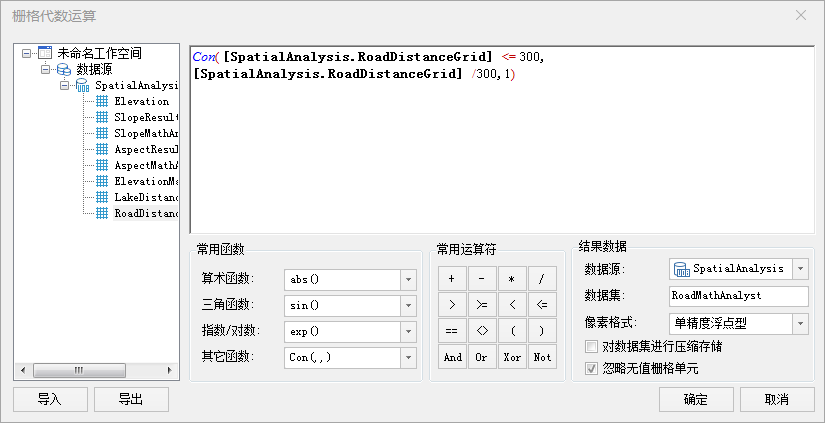 栅格代数运算
未命名工作空间
数据源
SpatialAnalysi
Elevation
SlopeResult
SlopeMathAn
AspectResul
AspectMathA
ElevationMa
LakeDistanc
RoadDistanc
Con( [SpatialAnalysis.RoadDistanceGrid] <= 300,
[SpatialAnalysis.RoadDistanceGrid] /300, 1)
常用函数
算术函数: abs()
三角函数: sin()
指数/对数: exp()
其它函数: Con(,,)
常用运算符
+ - * /
> >= < <=
== <> ( )
And Or Xor Not
结果数据
数据源: SpatialAnalysis
数据集: RoadMathAnalyst
像素格式: 单精度浮点型
对数据集进行压缩存储
忽略无值栅格单元
导入 导出 确定 取消